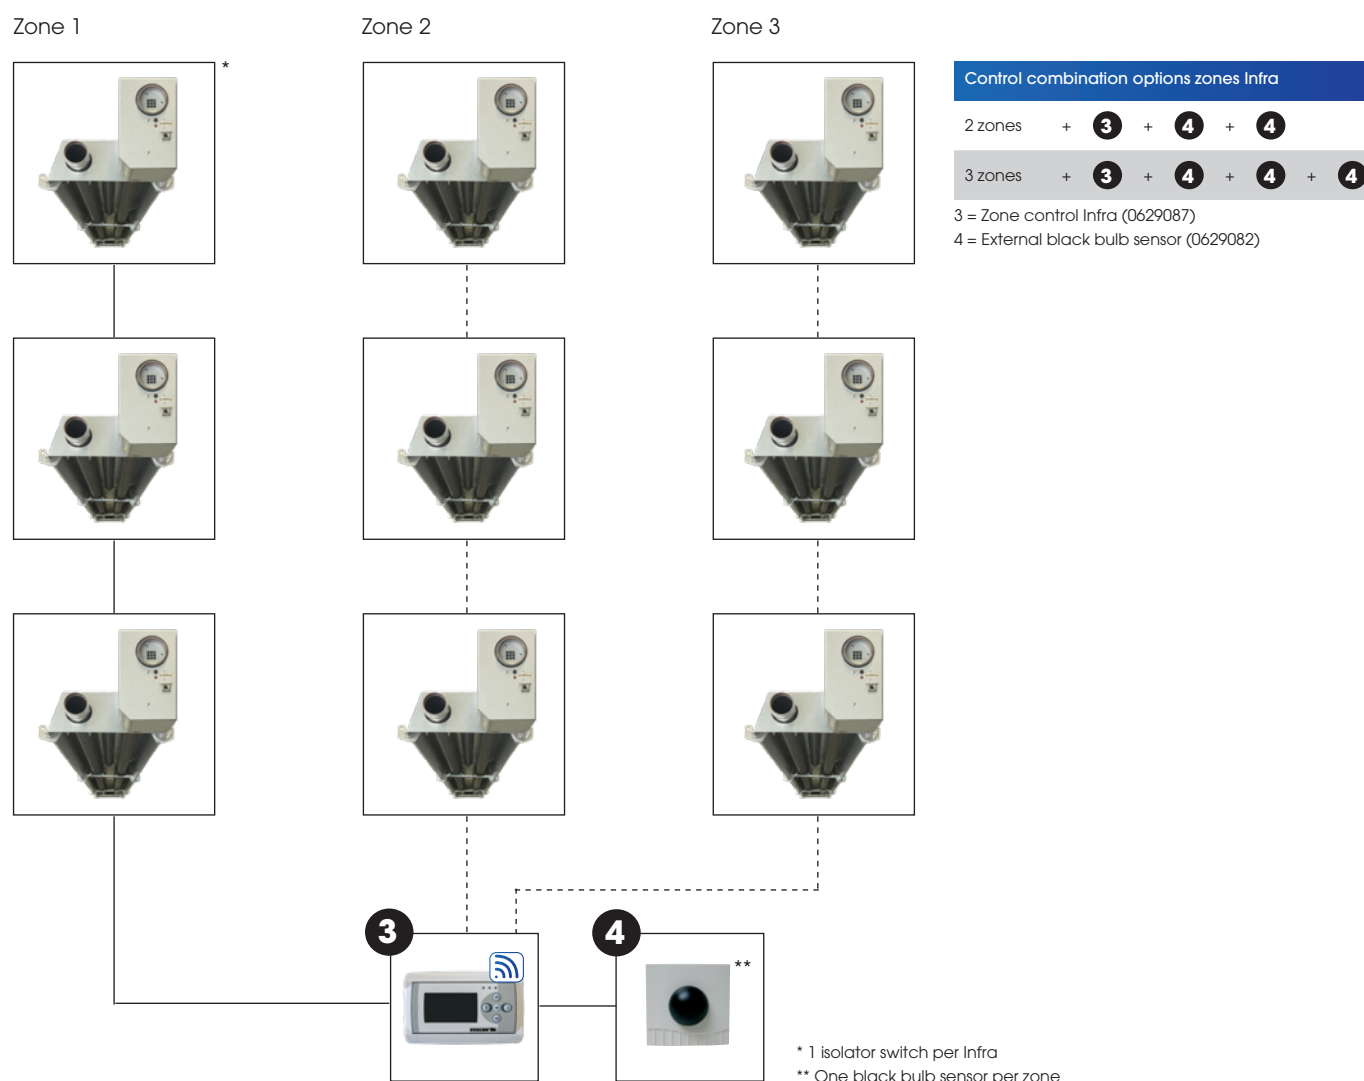 Zone 1
Zone 2
Zone 3
*
Control combination options zones Infra
2 zones + 3 + 4 + 4
3 zones + 3 + 4 + 4 + 4
3 = Zone control Infra (0629087)
4 = External black bulb sensor (0629082)
3
4
**
* 1 isolator switch per Infra
** One black bulb sensor per zone